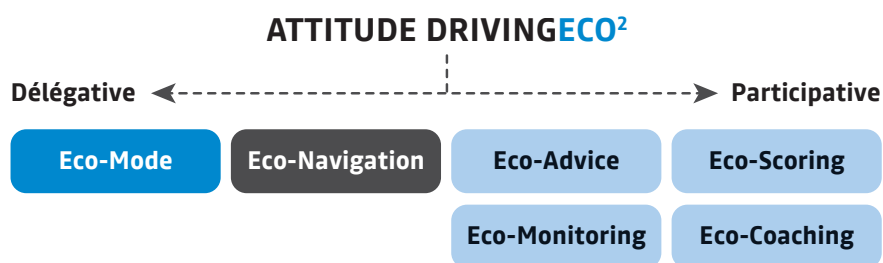 ATTITUDE DRIVINGECO²
Délégative Participative
Eco-Mode Eco-Navigation Eco-Advice Eco-Scoring
Eco-Monitoring Eco-Coaching